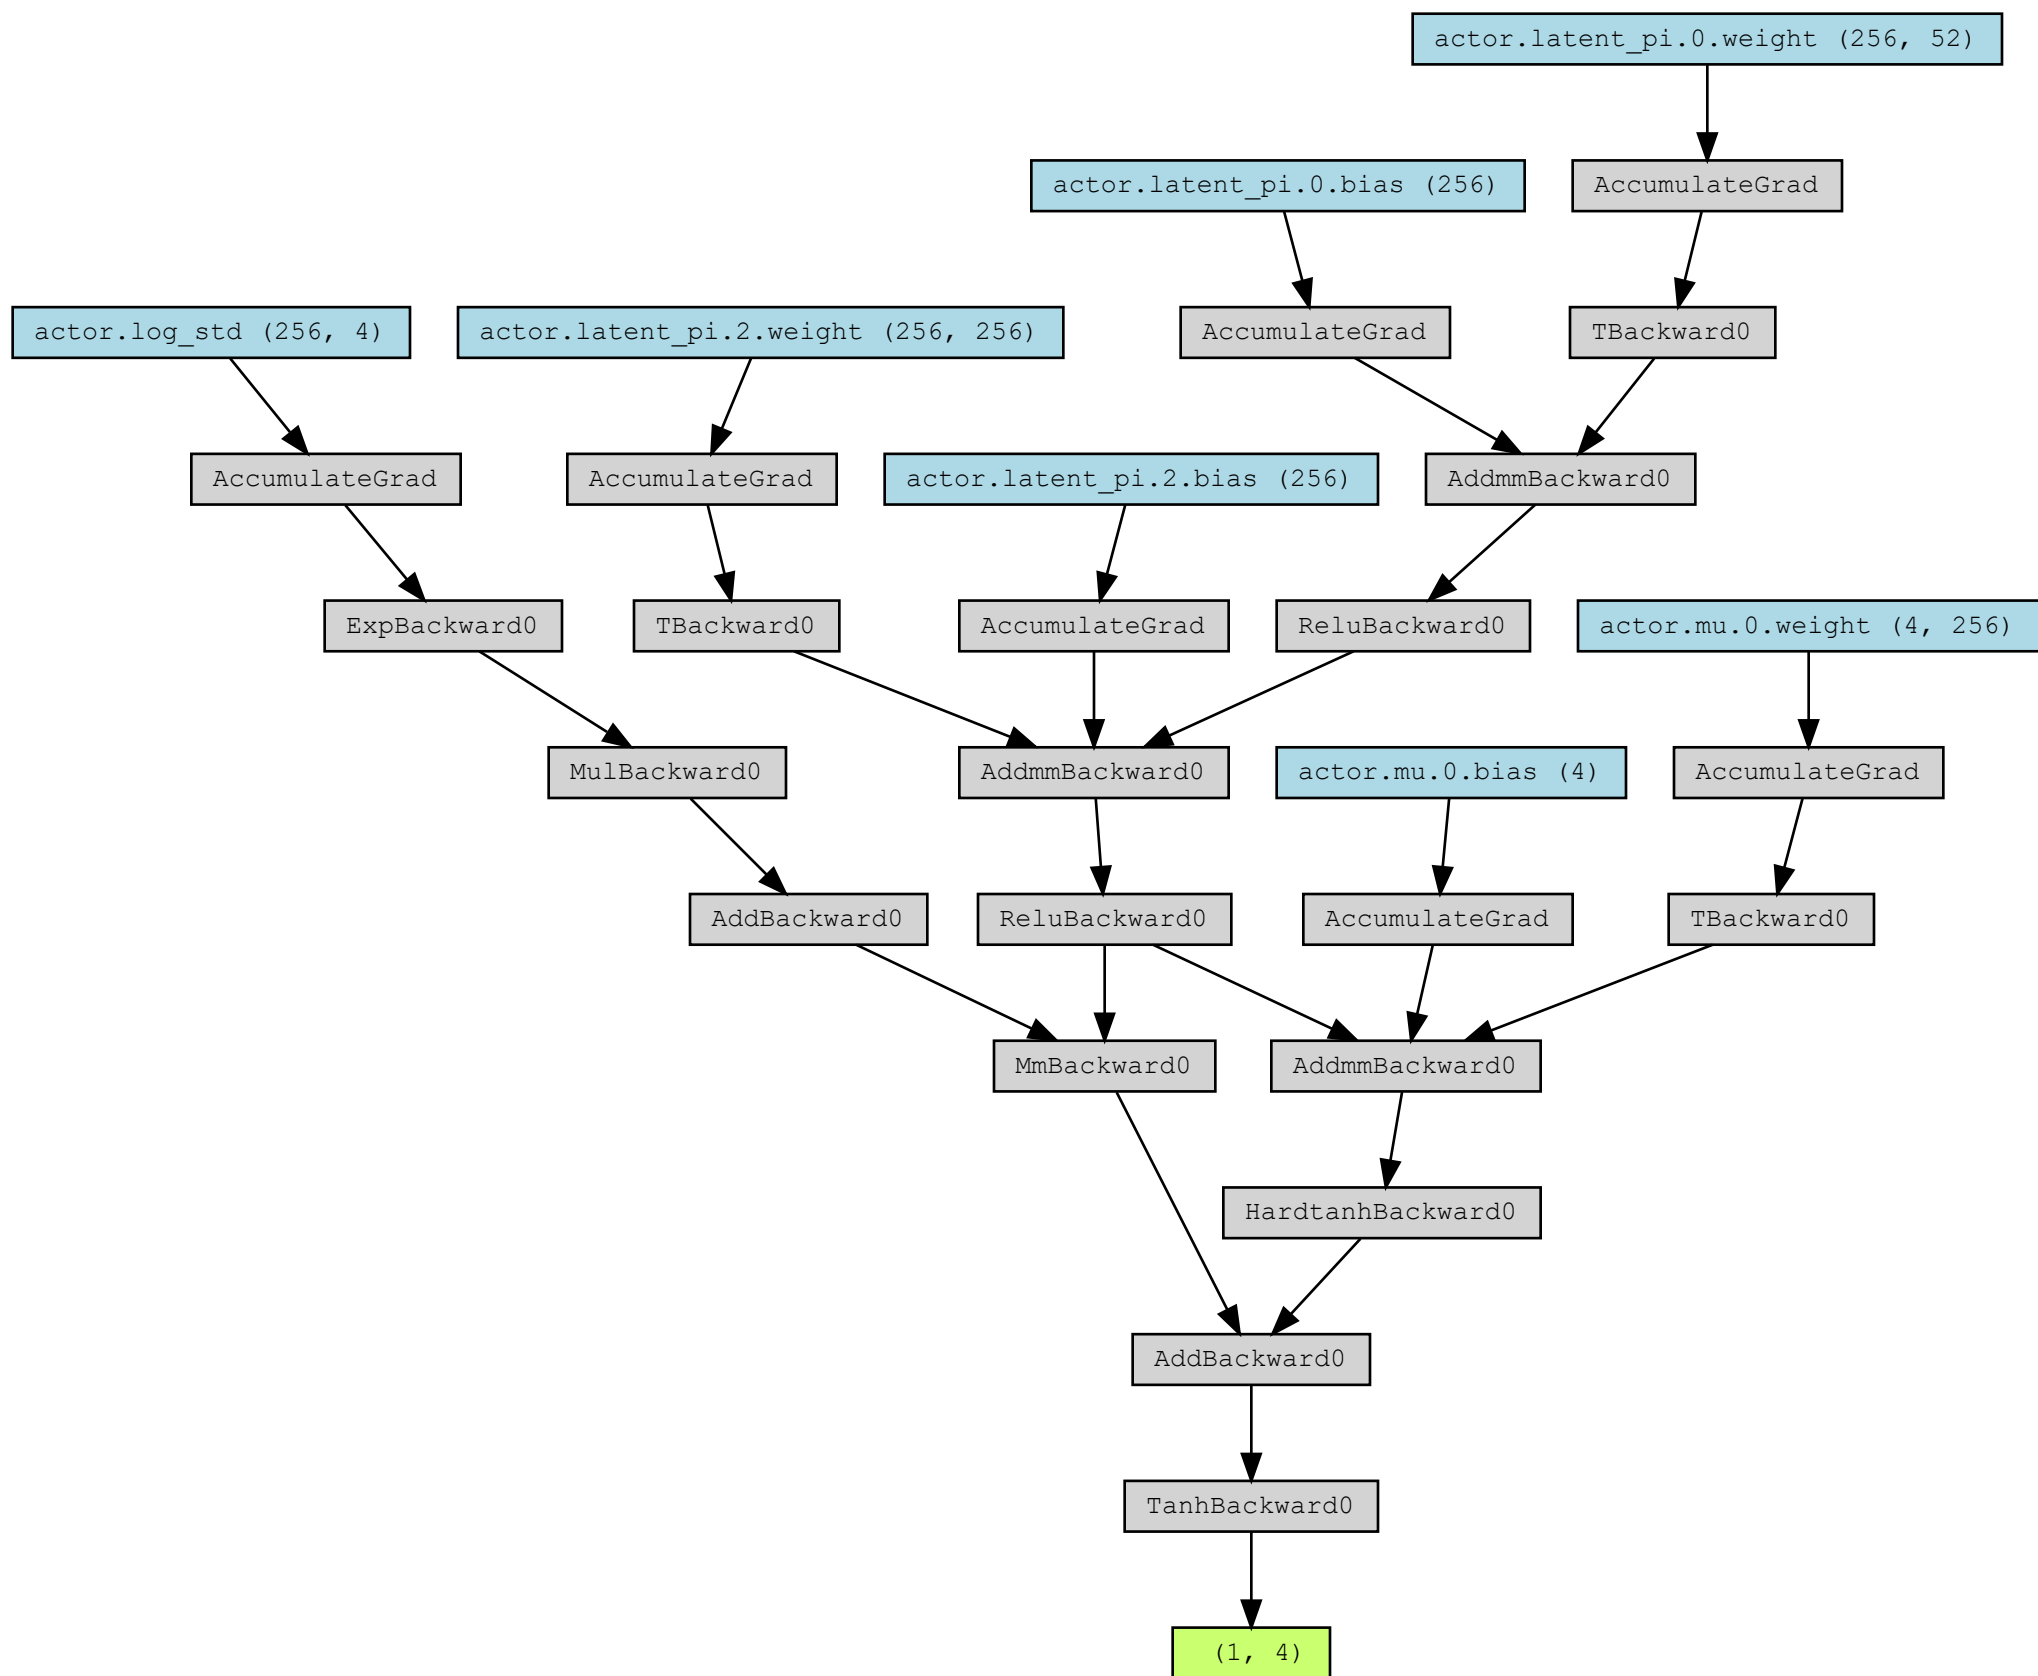 actor.latent_pi.0.weight (256, 52)
actor.latent_pi.0.bias (256)
AccumulateGrad
actor.log_std (256, 4)
actor.latent_pi.2.weight (256, 256)
AccumulateGrad
TBackward0
AccumulateGrad
AccumulateGrad
actor.latent_pi.2.bias (256)
AddmmBackward0
ExpBackward0
TBackward0
AccumulateGrad
ReluBackward0
actor.mu.0.weight (4, 256)
MulBackward0
AddmmBackward0
actor.mu.0.bias (4)
AccumulateGrad
AddBackward0
ReluBackward0
AccumulateGrad
TBackward0
MmBackward0
AddmmBackward0
HardtanhBackward0
AddBackward0
TanhBackward0
(1, 4)